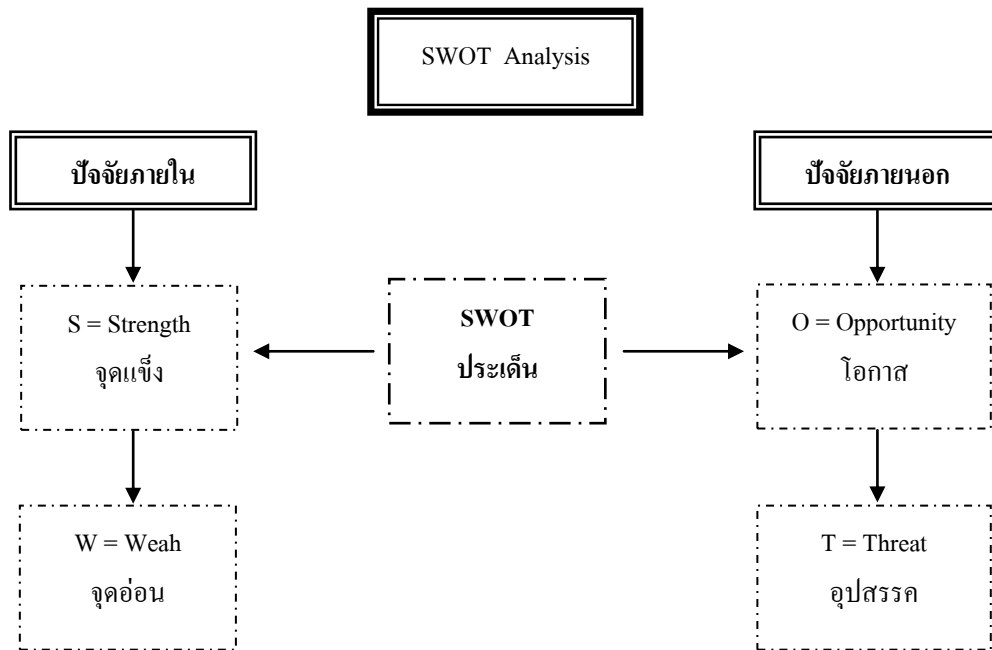 SWOT Analysis
ปัจจัยภายใน
ปัจจัยภายนอก
S = Strength
จุดแข็ง
SWOT
ประเด็น
O = Opportunity
โอกาส
W = Weah
จุดอ่อน
T = Threat
อุปสรรค